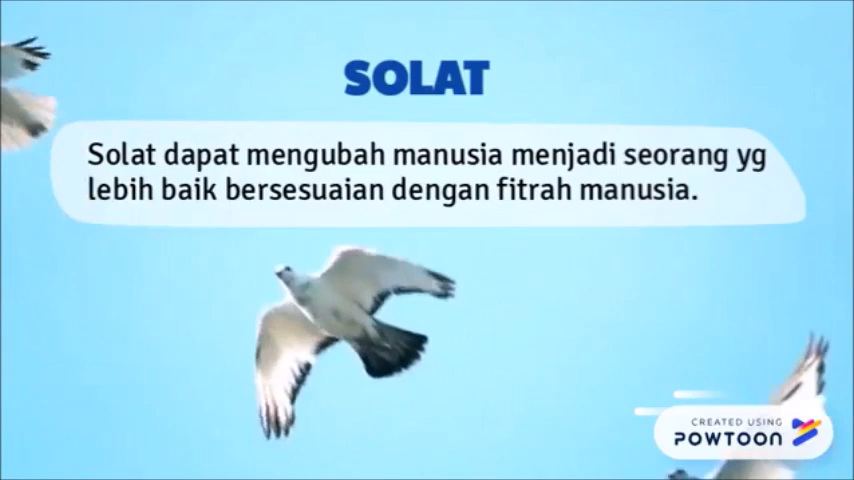 SOLAT
Solat dapat mengubah manusia menjadi seorang yg
lebih baik bersesuaian dengan fitrah manusia.
CREATED USING
POWTOON